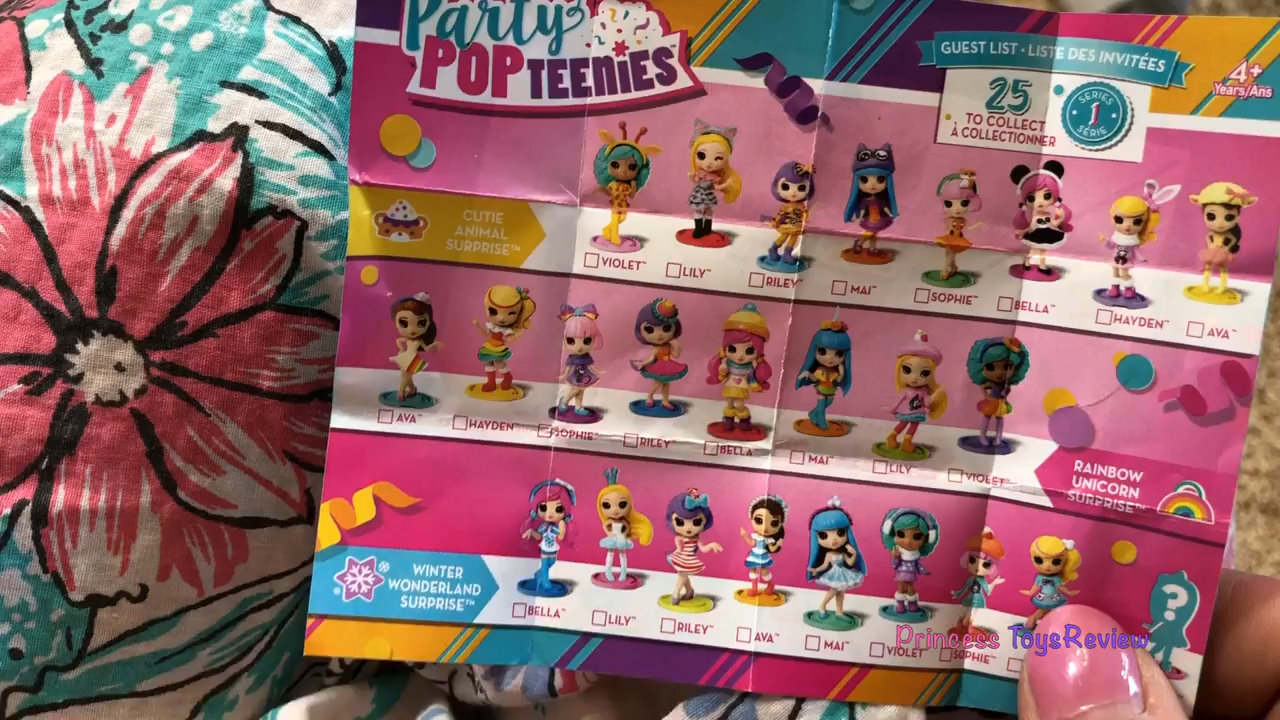 Party
POP TEENIES™
GUEST LIST · LISTE DES INVITÉES
4+
Years/Ans
25
TO COLLECT
À COLLECTIONNER
SERIES
1
SÉRIE
CUTIE
ANIMAL
SURPRISE™
VIOLET™
LILY™
RILEY™
MAI™
SOPHIE™
BELLA™
HAYDEN™
AVA™
AVA™
HAYDEN™
SOPHIE™
RILEY™
BELLA™
MAI™
LILY™
VIOLET™
RAINBOW
UNICORN
SURPRISE™
WINTER
WONDERLAND
SURPRISE™
BELLA™
LILY™
RILEY™
AVA™
MAI™
VIOLET™
SOPHIE™
?
Princess ToysReview